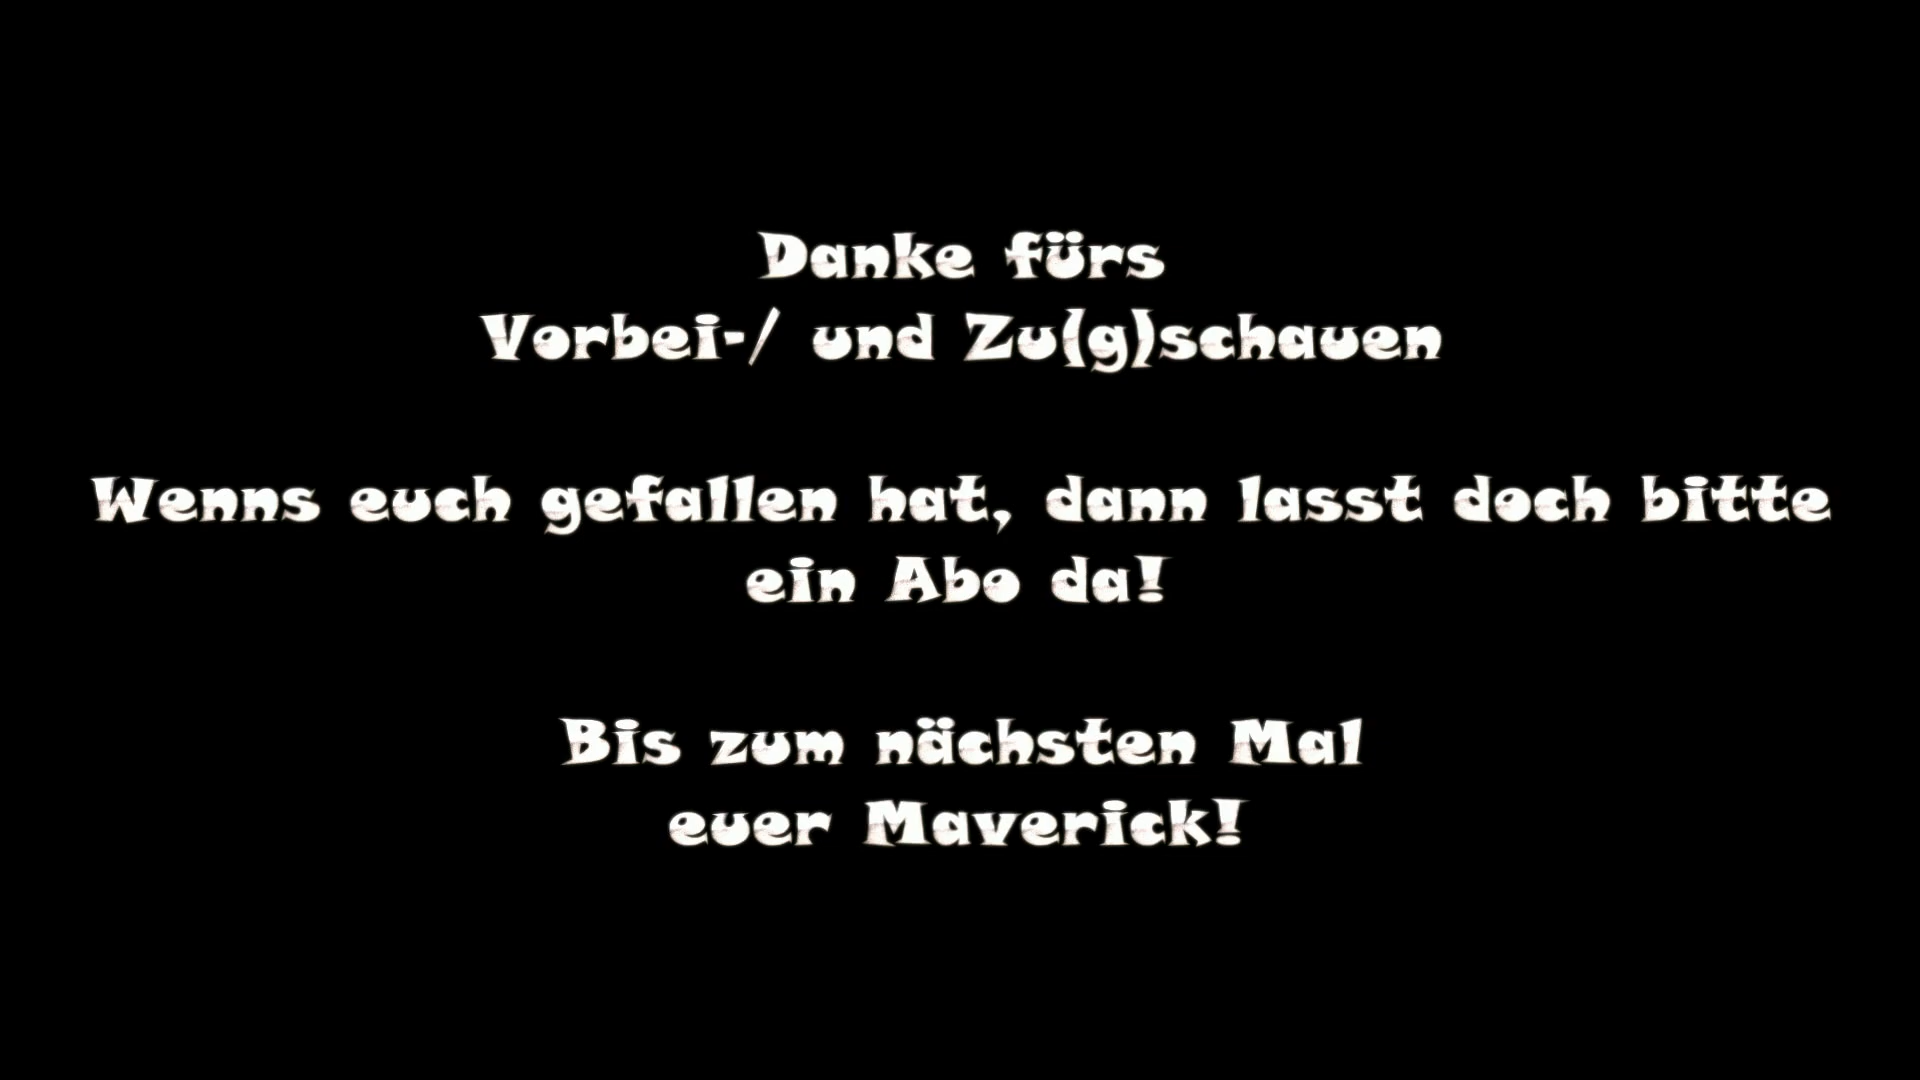 Danke fürs
Vorbei-/ und Zu(g)schauen
Wenns euch gefallen hat, dann lasst doch bitte
ein Abo da!
Bis zum nächsten Mal
euer Maverick!